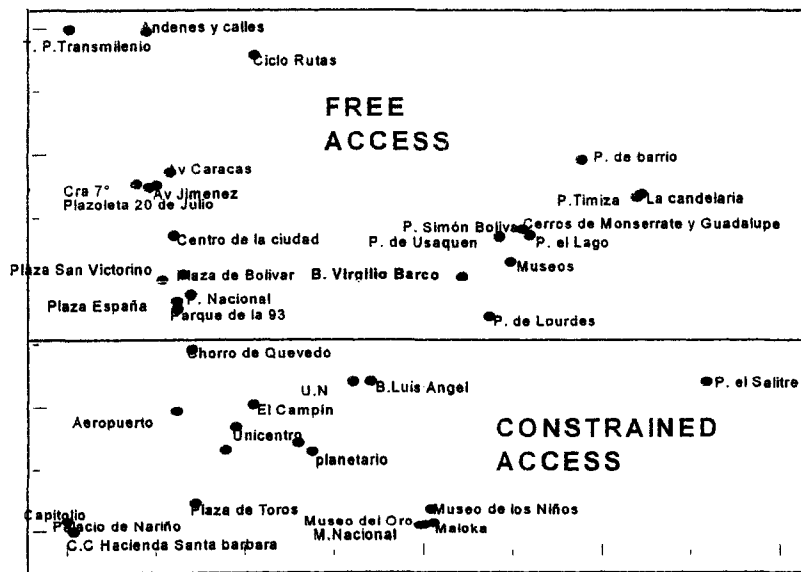 Andenes y calles
T. P.Transmilenio
Ciclo Rutas
FREE
ACCESS
P. de barrio
Av Caracas
Cra 7°
Av Jimenez
P.Timiza
La candelaria
Plazoleta 20 de Julio
P. Simón Bolivar
Cerros de Monserrate y Guadalupe
Centro de la ciudad
P. de Usaquen
P. el Lago
Plaza San Victorino
Plaza de Bolivar
B. Virgilio Barco
Museos
P. Nacional
Plaza España
Parque de la 93
P. de Lourdes
Chorro de Quevedo
U.N
B.Luis Angel
P. el Salitre
El Campín
Aeropuerto
Unicentro
CONSTRAINED
ACCESS
planetario
Plaza de Toros
Museo de los Niños
Capitolio
Museo del Oro
Palacio de Nariño
M.Nacional
Maloka
C.C Hacienda Santa barbara